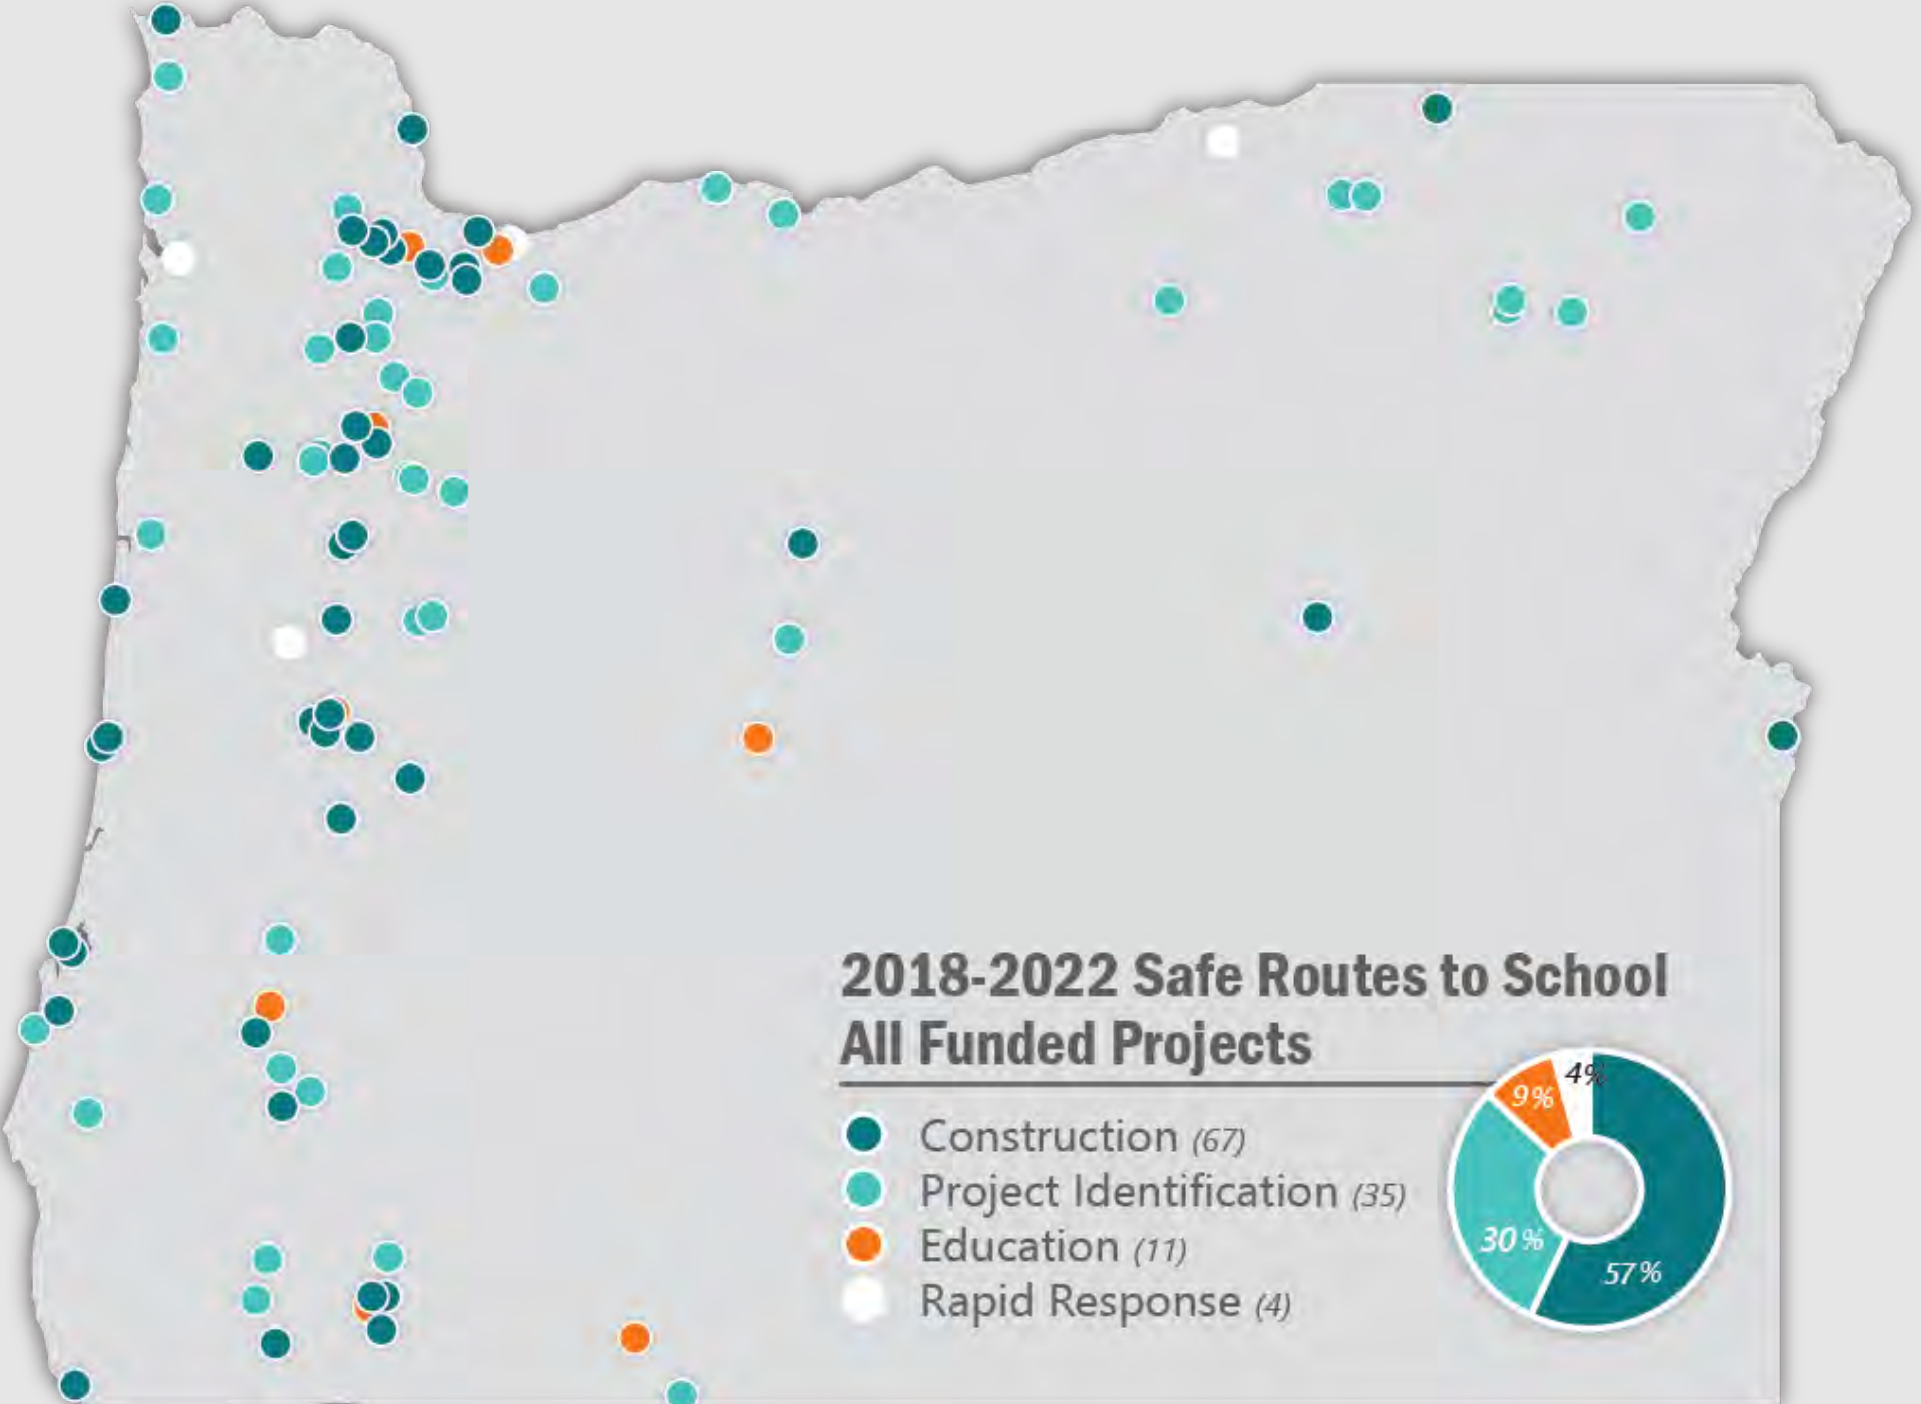 2018-2022 Safe Routes to School
All Funded Projects
Construction (67)
Project Identification (35)
Education (11)
Rapid Response (4)
4%
9%
30%
57%